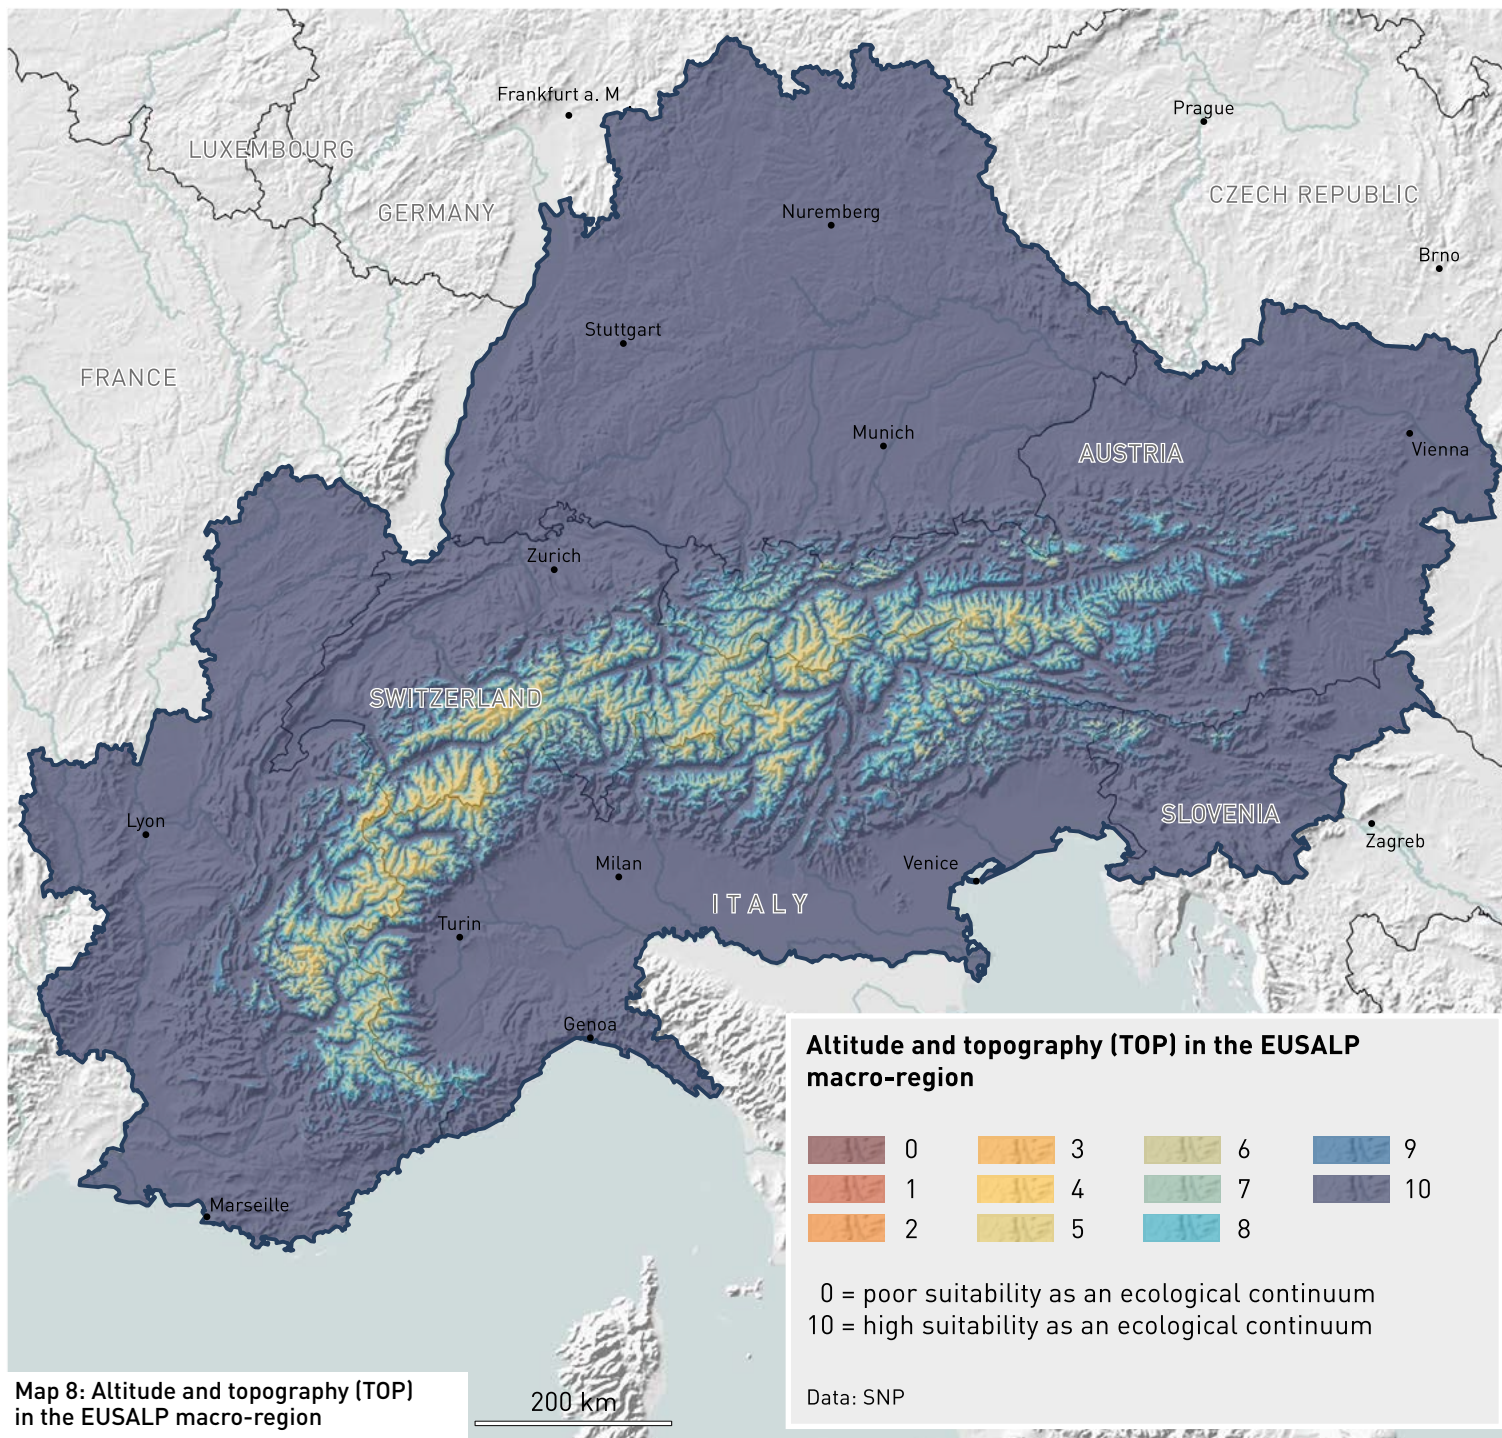 Frankfurt a. M
Prague
LUXEMBOURG
GERMANY
CZECH REPUBLIC
Nuremberg
Brno
Stuttgart
FRANCE
Munich
AUSTRIA
Vienna
Zurich
SWITZERLAND
Lyon
SLOVENIA
Zagreb
Milan
Venice
ITALY
Turin
Genoa
Marseille
Altitude and topography (TOP) in the EUSALP
macro-region
0 3 6 9
1 4 7 10
2 5 8
0 = poor suitability as an ecological continuum
10 = high suitability as an ecological continuum
Data: SNP
200 km
Map 8: Altitude and topography (TOP)
in the EUSALP macro-region